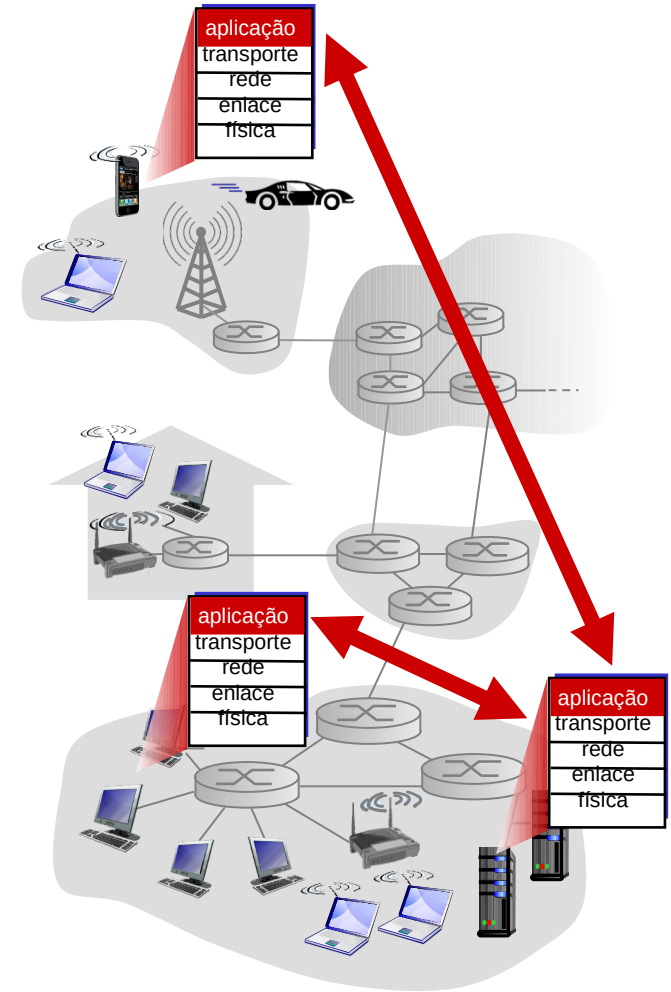 aplicação
transporte
rede
enlace
física
aplicação
transporte
rede
enlace
física
aplicação
transporte
rede
enlace
física